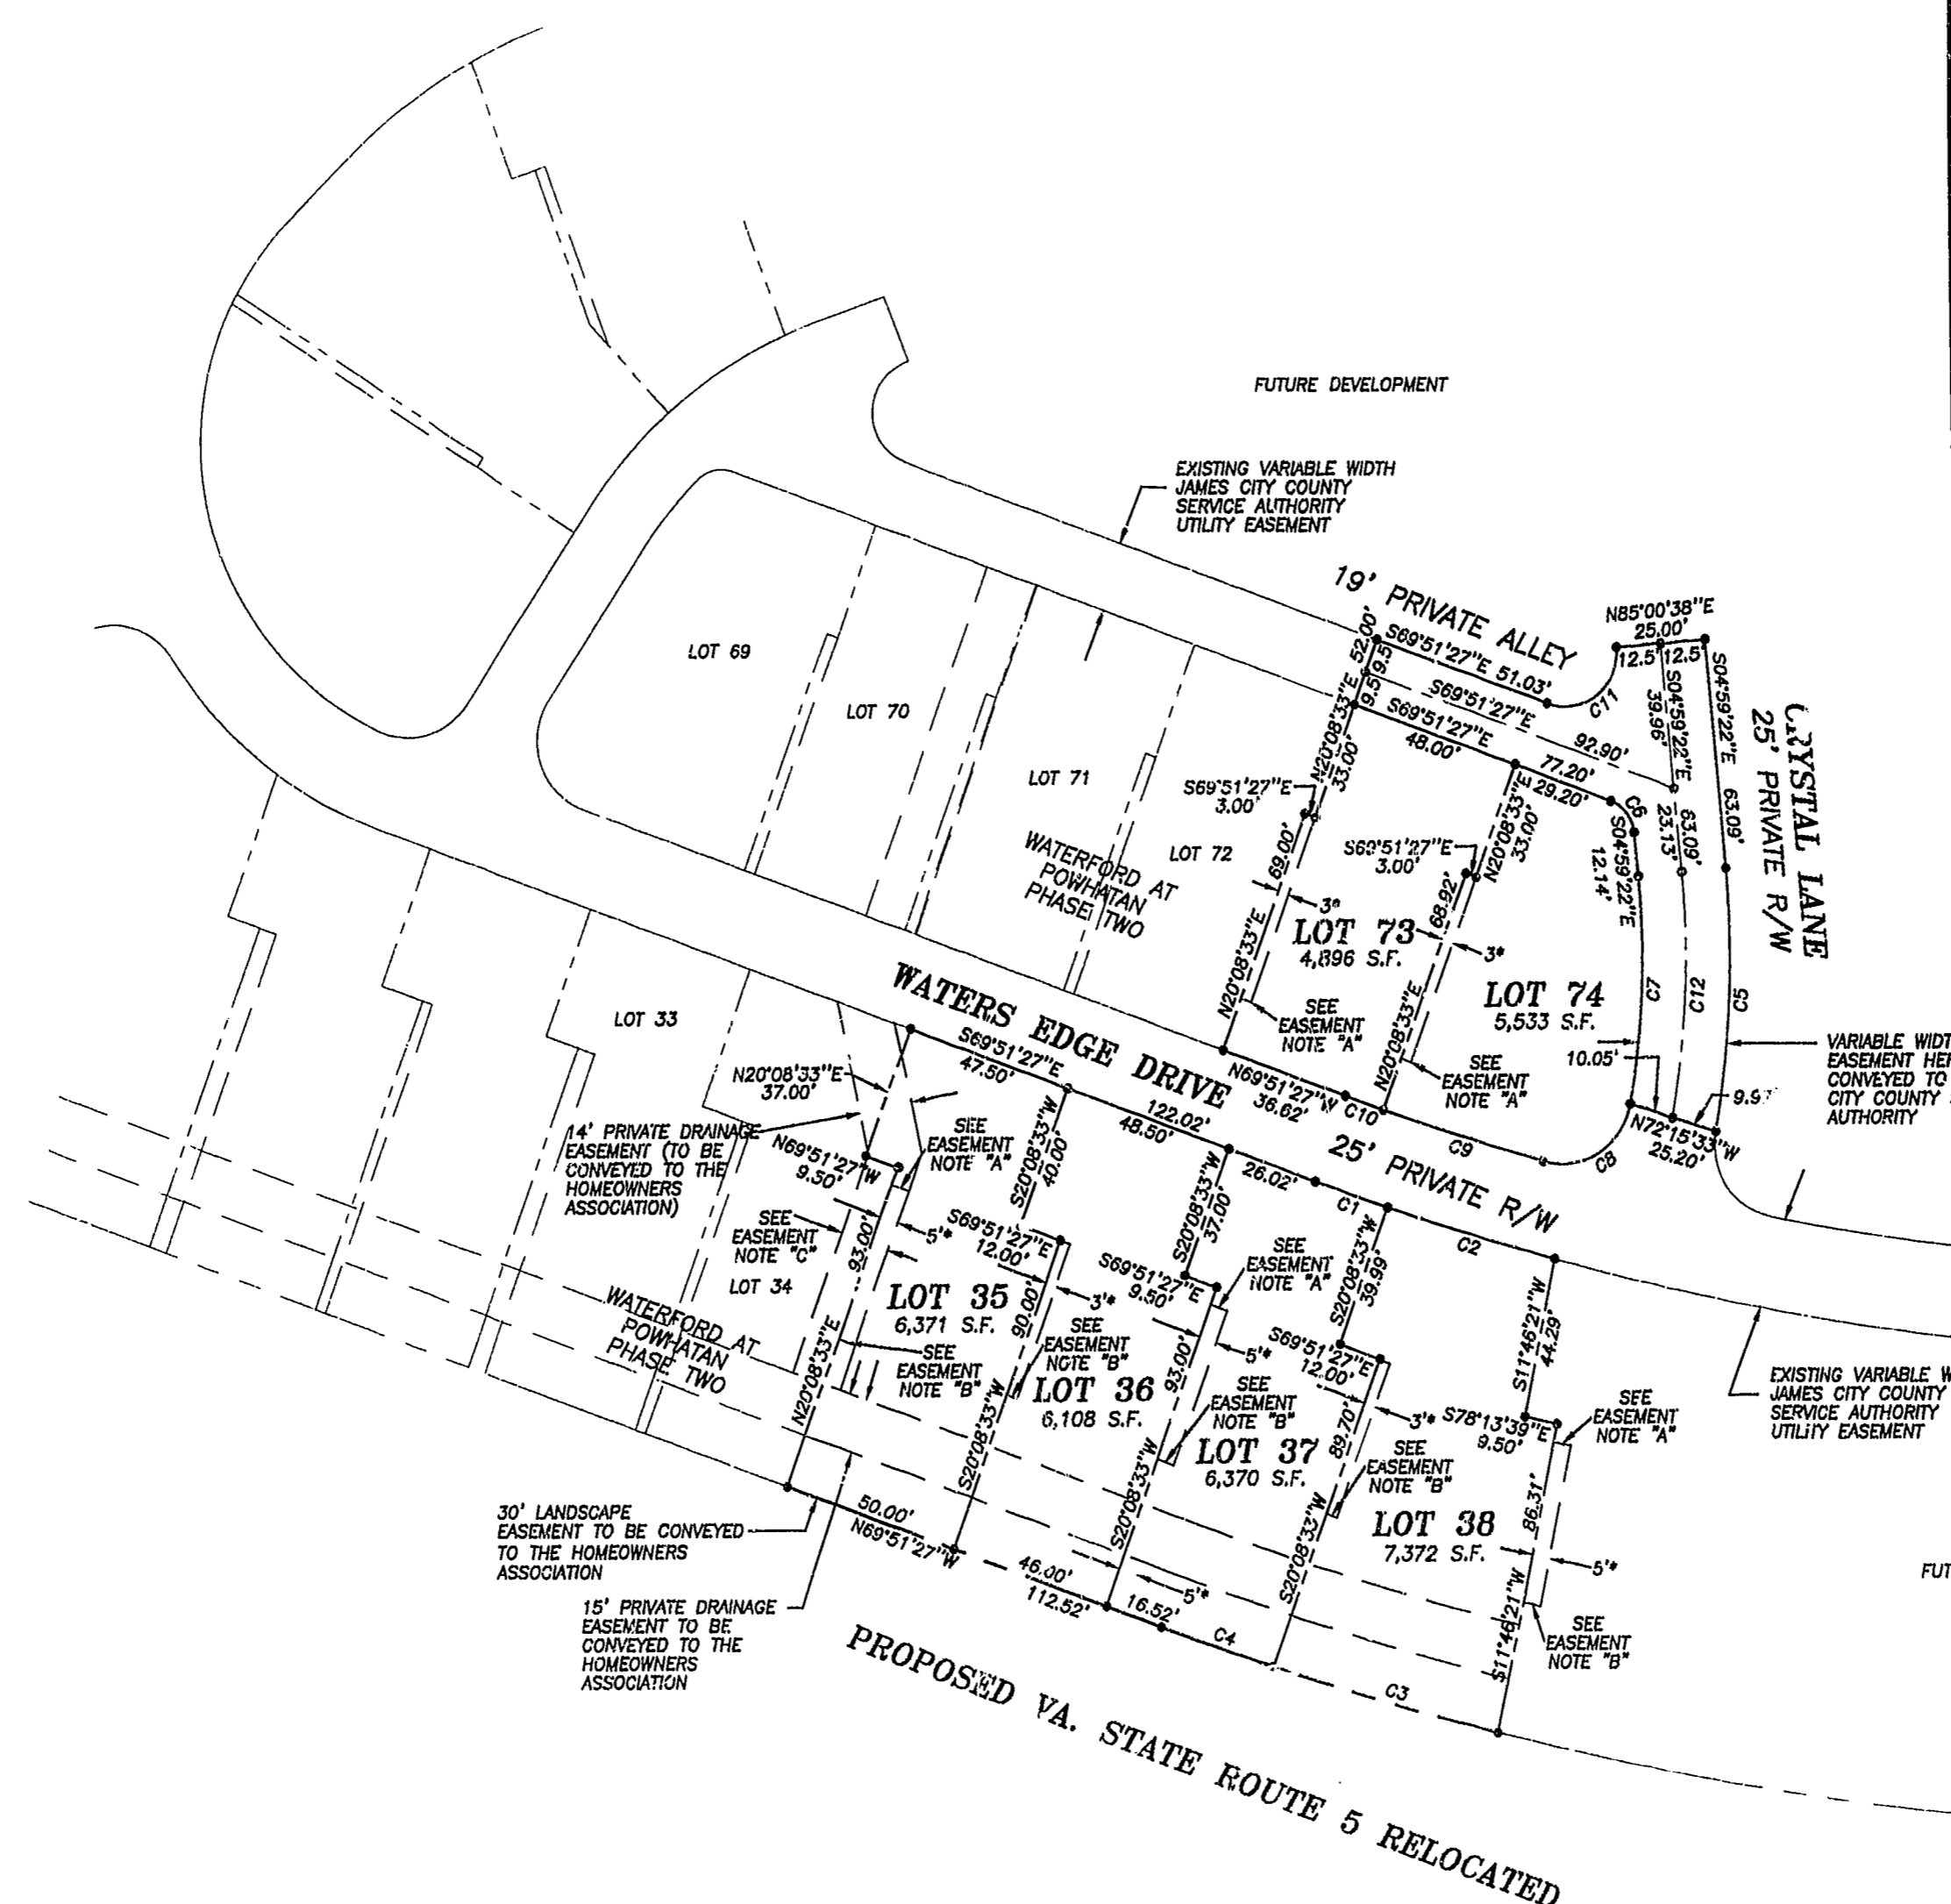 FUTURE DEVELOPMENT
EXISTING VARIABLE WIDTH
JAMES CITY COUNTY
SERVICE AUTHORITY
UTILITY EASEMENT
19' PRIVATE ALLEY
N85°00'38"E
25.00'
12.5'
12.5'
52.00'
9.5'
9.5'
S69°51'27"E 51.03'
C11
S69°51'27"E
92.90'
S69°51'27"E
48.00'
77.20'
29.20'
C6
S04°59'22"E
39.96'
S04°59'22"E 63.09'
63.09'
23.13'
S04°59'22"E
12.14'
CRYSTAL LANE
25' PRIVATE R/W
N20°08'33"E
33.00'
N20°08'33"E
33.00'
S69°51'27"E
3.00'
S69°51'27"E
3.00'
69.00'
68.92'
N20°08'33"E
N20°08'33"E
3'*
3'*
LOT 69
LOT 70
LOT 71
LOT 72
WATERFORD AT
POWHATAN
PHASE TWO
LOT 73
4,896 S.F.
SEE
EASEMENT
NOTE "A"
LOT 74
5,533 S.F.
SEE
EASEMENT
NOTE "A"
C7
C12
C5
10.05'
N72°15'33"W
25.20'
VARIABLE WIDT
EASEMENT HE
CONVEYED TO
CITY COUNTY
AUTHORITY
WATERS EDGE DRIVE
25' PRIVATE R/W
N69°51'27"W
36.62'
C10
C9
C8
S69°51'27"E
47.50'
122.02'
48.50'
26.02'
C1
C2
LOT 33
N20°08'33"E
37.00'
14' PRIVATE DRAINAGE
EASEMENT (TO BE
CONVEYED TO THE
HOMEOWNERS
ASSOCIATION)
N69°51'27"W
9.50'
SEE
EASEMENT
NOTE "A"
SEE
EASEMENT
NOTE "C"
LOT 34
WATERFORD AT
POWHATAN
PHASE TWO
93.00'
N20°08'33"E
5'*
LOT 35
6,371 S.F.
SEE
EASEMENT
NOTE "B"
S20°08'33"W
40.00'
S69°51'27"E
12.00'
90.00'
S20°08'33"W
3'*
SEE
EASEMENT
NOTE "B"
LOT 36
6,108 S.F.
S20°08'33"W
37.00'
S69°51'27"E
9.50'
SEE
EASEMENT
NOTE "A"
93.00'
S20°08'33"W
5'*
SEE
EASEMENT
NOTE "B"
LOT 37
6,370 S.F.
S20°08'33"W
39.99'
S69°51'27"E
12.00'
89.70'
S20°08'33"W
3'*
SEE
EASEMENT
NOTE "B"
LOT 38
7,372 S.F.
S11°46'21"W
44.29'
S78°13'39"E
9.50'
SEE
EASEMENT
NOTE "A"
86.31'
S11°46'21"W
5'*
SEE
EASEMENT
NOTE "B"
EXISTING VARIABLE W
JAMES CITY COUNTY
SERVICE AUTHORITY
UTILITY EASEMENT
FUT
30' LANDSCAPE
EASEMENT TO BE CONVEYED
TO THE HOMEOWNERS
ASSOCIATION
15' PRIVATE DRAINAGE
EASEMENT TO BE
CONVEYED TO THE
HOMEOWNERS
ASSOCIATION
50.00'
N69°51'27"W
46.00'
112.52'
5'*
16.52'
C4
C3
PROPOSED VA. STATE ROUTE 5 RELOCATED